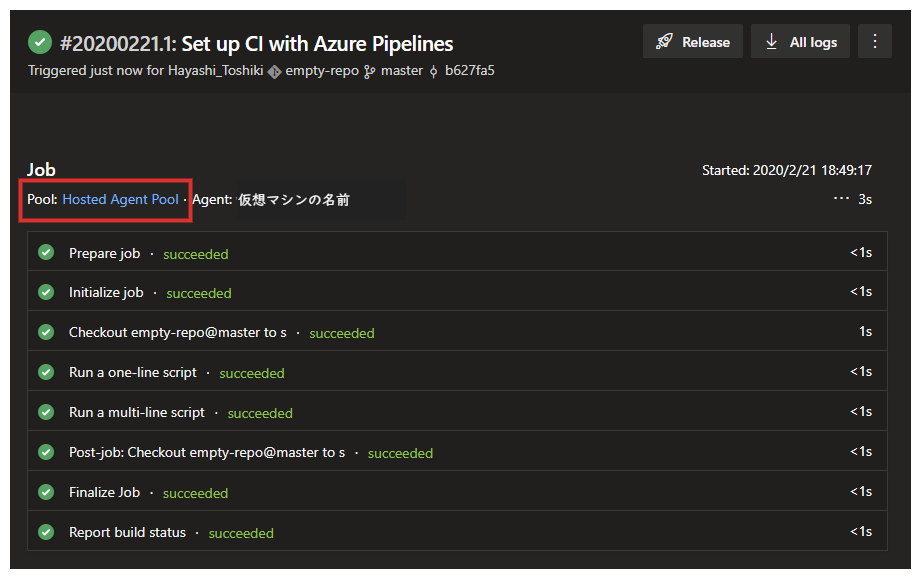 #20200221.1: Set up CI with Azure Pipelines
Release
All logs
Triggered just now for Hayashi_Toshiki empty-repo master b627fa5
Job
Started: 2020/2/21 18:49:17
Pool: Hosted Agent Pool · Agent: 仮想マシンの名前
··· 3s
Prepare job · succeeded <1s
Initialize job · succeeded <1s
Checkout empty-repo@master to s · succeeded 1s
Run a one-line script · succeeded <1s
Run a multi-line script · succeeded <1s
Post-job: Checkout empty-repo@master to s · succeeded <1s
Finalize Job · succeeded <1s
Report build status · succeeded <1s